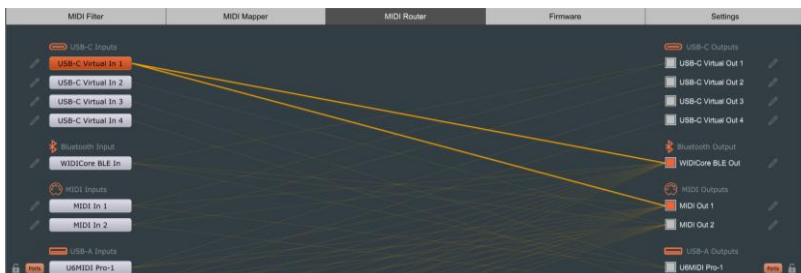 MIDI Filter MIDI Mapper MIDI Router Firmware Settings
USB-C Inputs USB-C Outputs
USB-C Virtual In 1 USB-C Virtual Out 1
USB-C Virtual In 2 USB-C Virtual Out 2
USB-C Virtual In 3 USB-C Virtual Out 3
USB-C Virtual In 4 USB-C Virtual Out 4
Bluetooth Input Bluetooth Output
WIDICore BLE In WIDICore BLE Out
MIDI Inputs MIDI Outputs
MIDI In 1 MIDI Out 1
MIDI In 2 MIDI Out 2
USB-A Inputs USB-A Outputs
Ports U6MIDI Pro-1 U6MIDI Pro-1 Ports